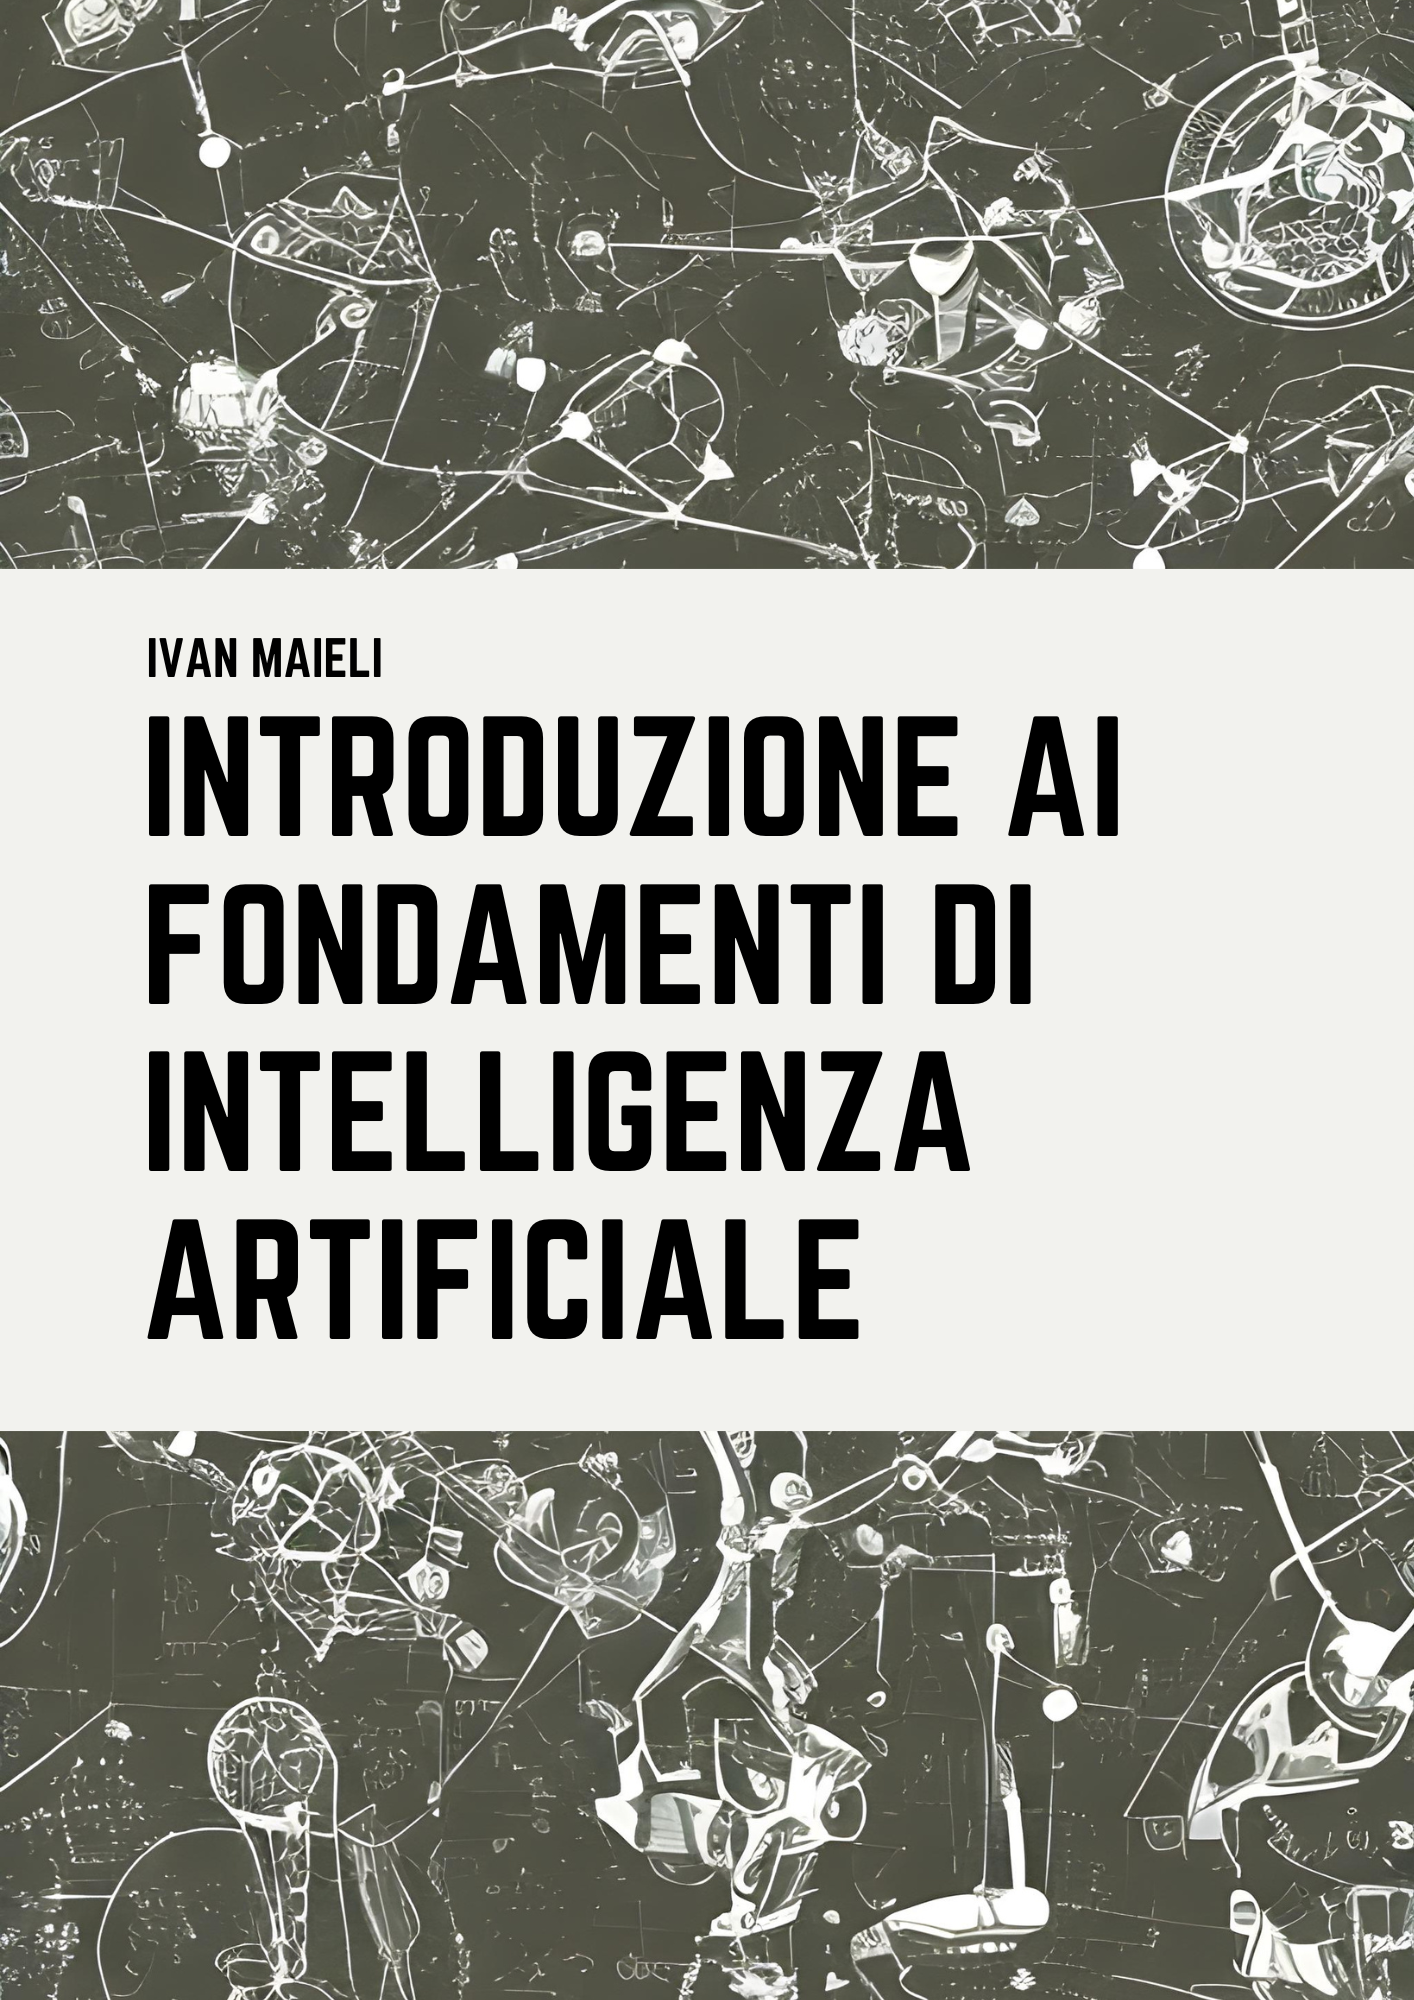 IVAN MAIELI
INTRODUZIONE AI
FONDAMENTI DI
INTELLIGENZA
ARTIFICIALE